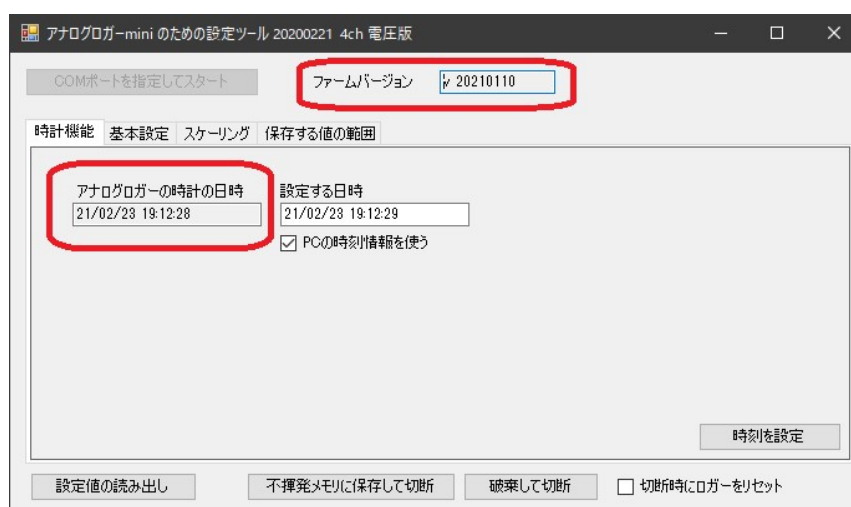 アナログロガーmini のための設定ツール 20200221 4ch 電圧版
COMポートを指定してスタート
ファームバージョン
v 20210110
時計機能 基本設定 スケーリング 保存する値の範囲
アナログロガーの時計の日時
設定する日時
21/02/23 19:12:28
21/02/23 19:12:29
PCの時刻情報を使う
時刻を設定
設定値の読み出し
不揮発メモリに保存して切断
破棄して切断
切断時にロガーをリセット